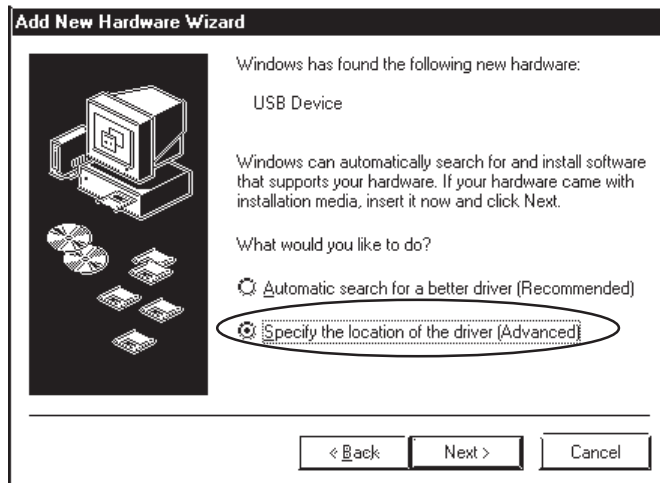 Add New Hardware Wizard
Windows has found the following new hardware:
USB Device
Windows can automatically search for and install software
that supports your hardware. If your hardware came with
installation media, insert it now and click Next.
What would you like to do?
Automatic search for a better driver (Recommended)
Specify the location of the driver (Advanced)
< Back
Next >
Cancel